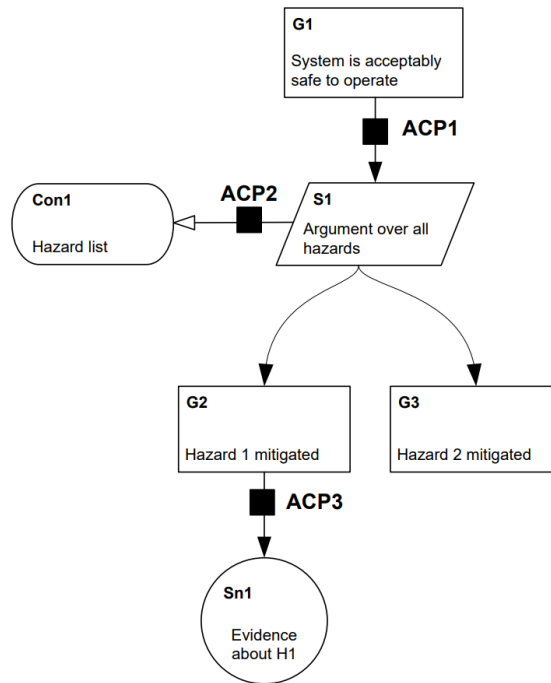 G1
System is acceptably
safe to operate
ACP1
ACP2
Con1
Hazard list
S1
Argument over all
hazards
G2
Hazard 1 mitigated
G3
Hazard 2 mitigated
ACP3
Sn1
Evidence
about H1